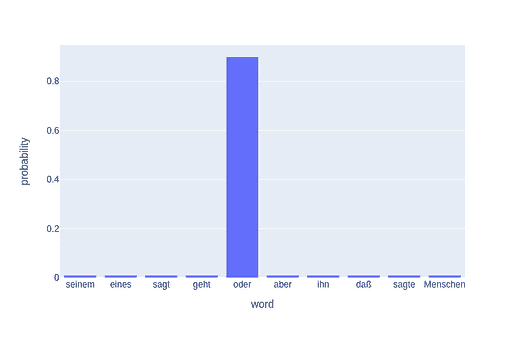 probability
0.8
0.6
0.4
0.2
0
seinem eines sagt geht oder aber ihn daß sagte Menschen
word